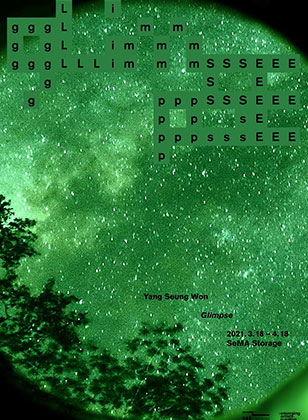 L i
g g g L m m
g g L i m m m
g g g L L L i m m m S S S E E E
g S E
g p p p S S S E E E
p p s E
p p p s s s E E E
p
Yang Seung Won
Glimpse
2021. 3. 18 – 4. 18
SeMA Storage